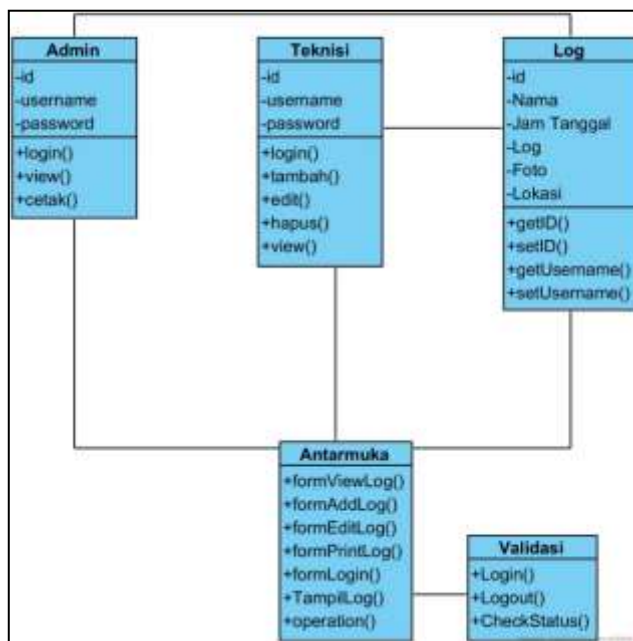 Admin
-id
-username
-password
+login()
+view()
+cetak()
Teknisi
-id
-username
-password
+login()
+tambah()
+edit()
+hapus()
+view()
Log
-id
-Nama
-Jam Tanggal
-Log
-Foto
-Lokasi
+getID()
+setID()
+getUsername()
+setUsername()
Antarmuka
+formViewLog()
+formAddLog()
+formEditLog()
+formPrintLog()
+formLogin()
+TampilLog()
+operation()
Validasi
+Login()
+Logout()
+CheckStatus()